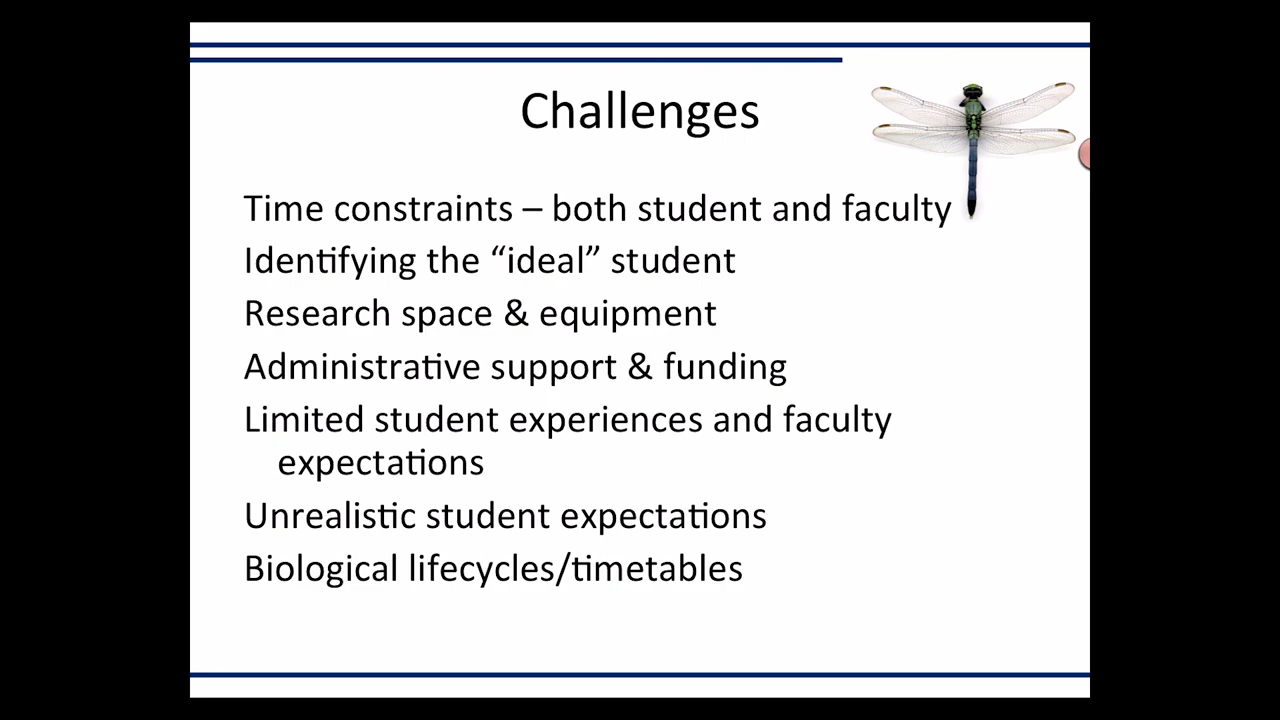 Challenges
Time constraints – both student and faculty
Identifying the “ideal” student
Research space & equipment
Administrative support & funding
Limited student experiences and faculty
expectations
Unrealistic student expectations
Biological lifecycles/timetables